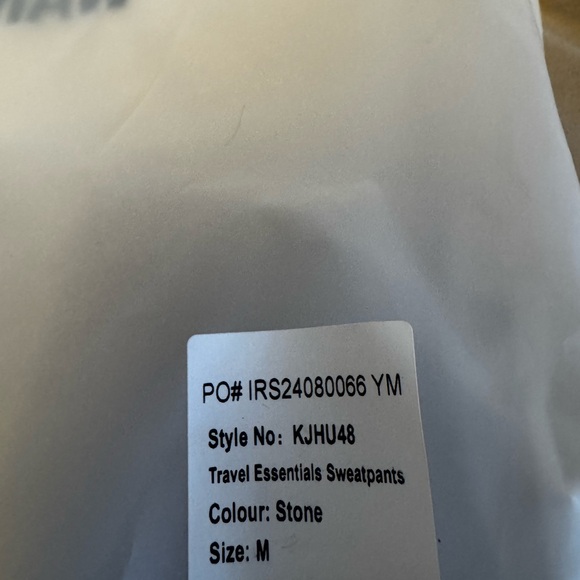 PO# IRS24080066 YM
Style No: KJHU48
Travel Essentials Sweatpants
Colour: Stone
Size: M